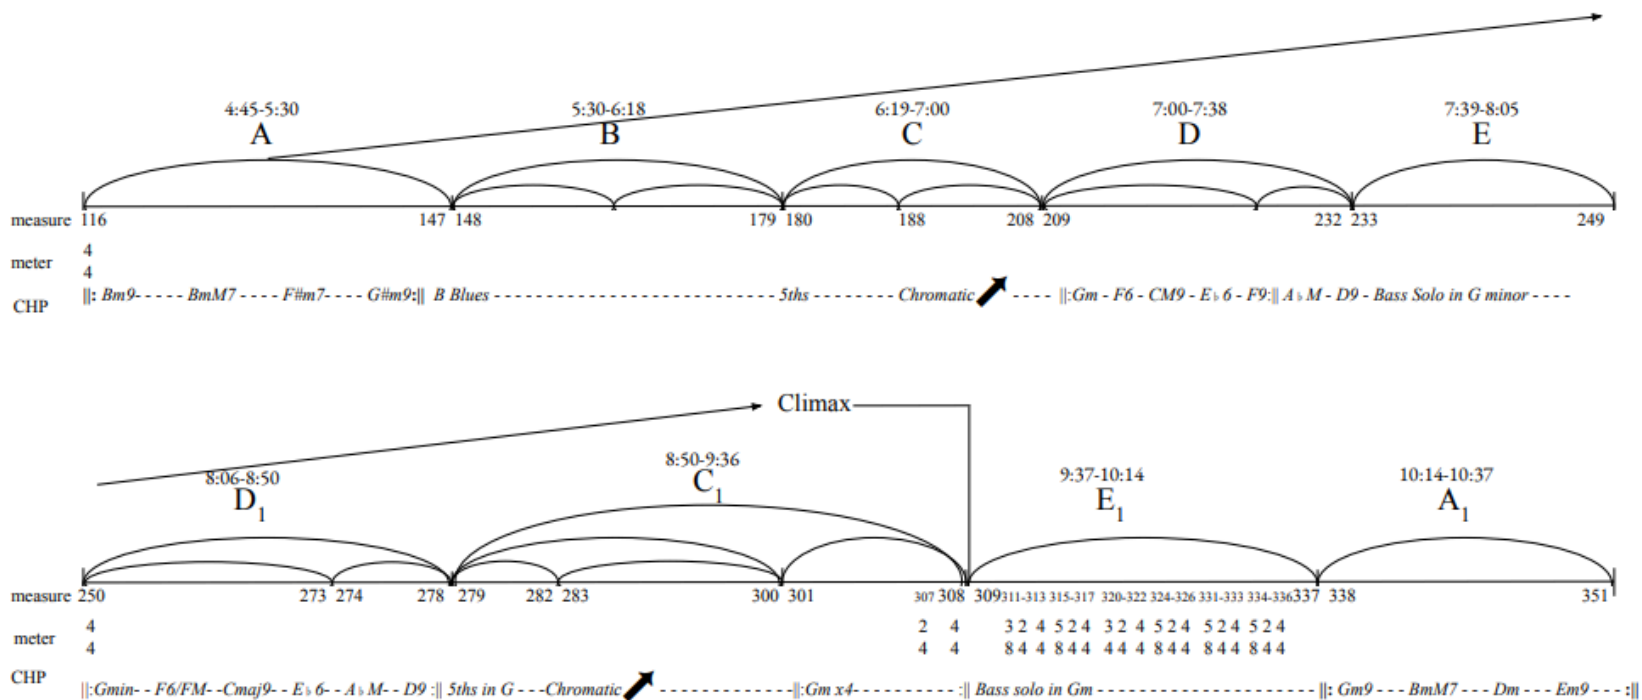 4:45-5:30 5:30-6:18 6:19-7:00 7:00-7:38 7:39-8:05
A B C D E
measure 116 147 148 179 180 188 208 209 232 233 249
4
meter
4
CHP ||: Bm9- - - - - BmM7 - - - - F#m7- - - - G#m9:|| B Blues - - - - - - - - - - - - - - - - - - - - - - - - - - - - - - 5ths - - - - - - - - Chromatic - - - - ||:Gm - F6 - CM9 - E♭6 - F9:|| A♭M - D9 - Bass Solo in G minor - - - -
Climax
8:06-8:50 8:50-9:36 9:37-10:14 10:14-10:37
D1 C1 E1 A1
measure 250 273 274 278 279 282 283 300 301 307 308 309 311-313 315-317 320-322 324-326 331-333 334-336 337 338 351
4 2 4 3 2 4 5 2 4 3 2 4 5 2 4 5 2 4 5 2 4
meter
4 4 4 8 4 4 8 4 4 4 4 4 8 4 4 8 4 4 8 4 4
CHP ||:Gmin- - F6/FM- -Cmaj9- - E♭6- - A♭M- - D9 :|| 5ths in G - - -Chromatic - - - - - - - - - - - - -||:Gm x4- - - - - - - - - - :|| Bass solo in Gm - - - - - - - - - - - - - - - - - - - - - - ||: Gm9 - - - BmM7 - - - Dm - - - Em9 - - - :||